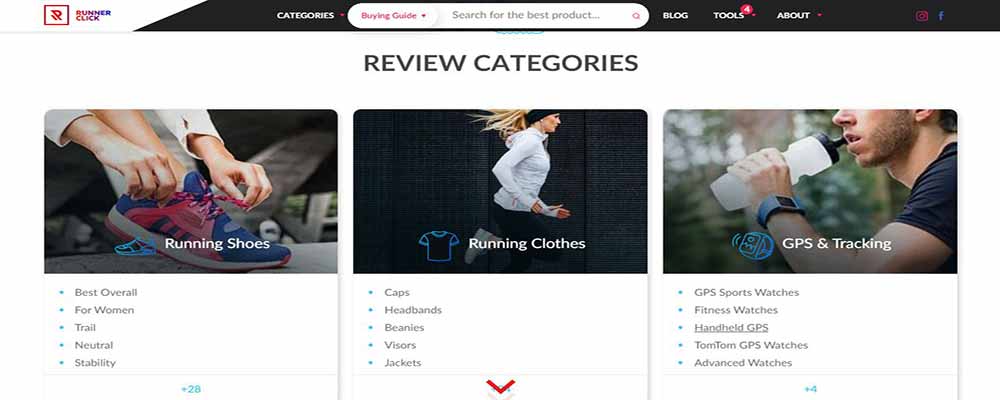 RUNNER
CLICK
CATEGORIES
Buying Guide
Search for the best product...
BLOG
TOOLS
4
ABOUT
REVIEW CATEGORIES
Running Shoes
Running Clothes
GPS & Tracking
Best Overall
For Women
Trail
Neutral
Stability
+28
Caps
Headbands
Beanies
Visors
Jackets
GPS Sports Watches
Fitness Watches
Handheld GPS
TomTom GPS Watches
Advanced Watches
+4